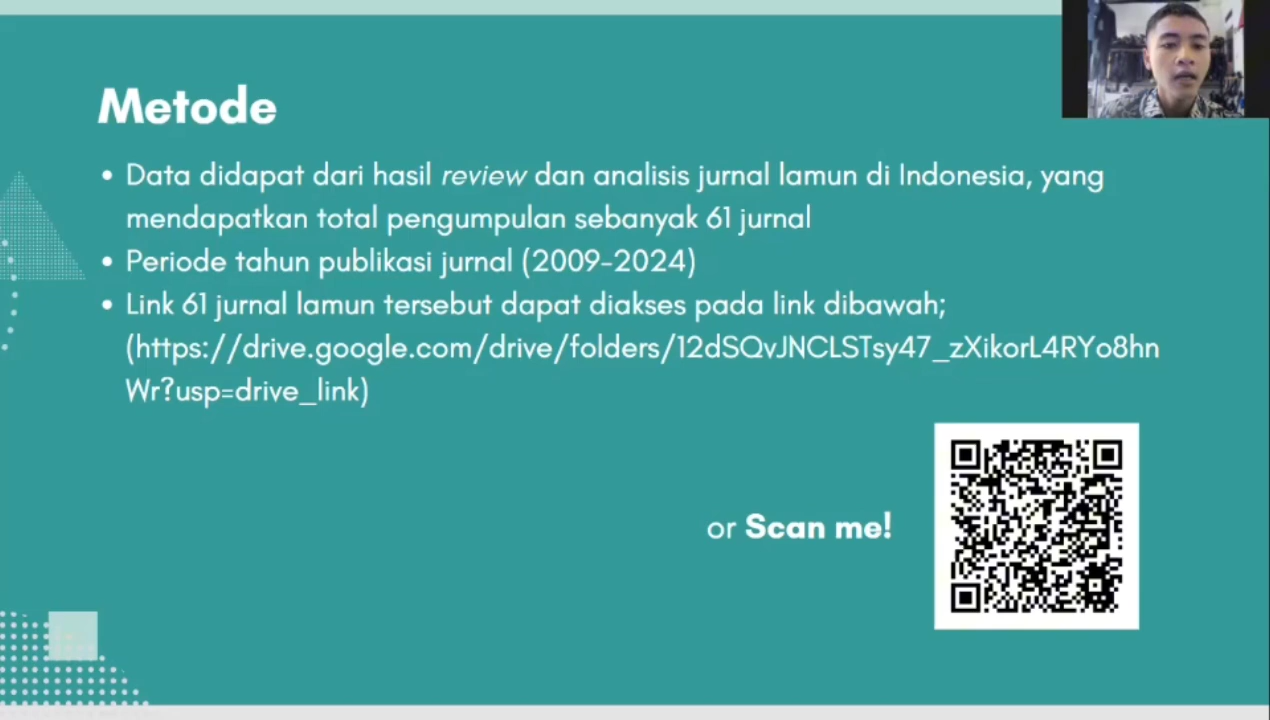 Metode
• Data didapat dari hasil review dan analisis jurnal lamun di Indonesia, yang
mendapatkan total pengumpulan sebanyak 61 jurnal
• Periode tahun publikasi jurnal (2009-2024)
• Link 61 jurnal lamun tersebut dapat diakses pada link dibawah;
(https://drive.google.com/drive/folders/12dSQvJNCLSTsy47_zXikorL4RYo8hn
Wr?usp=drive_link)
or Scan me!